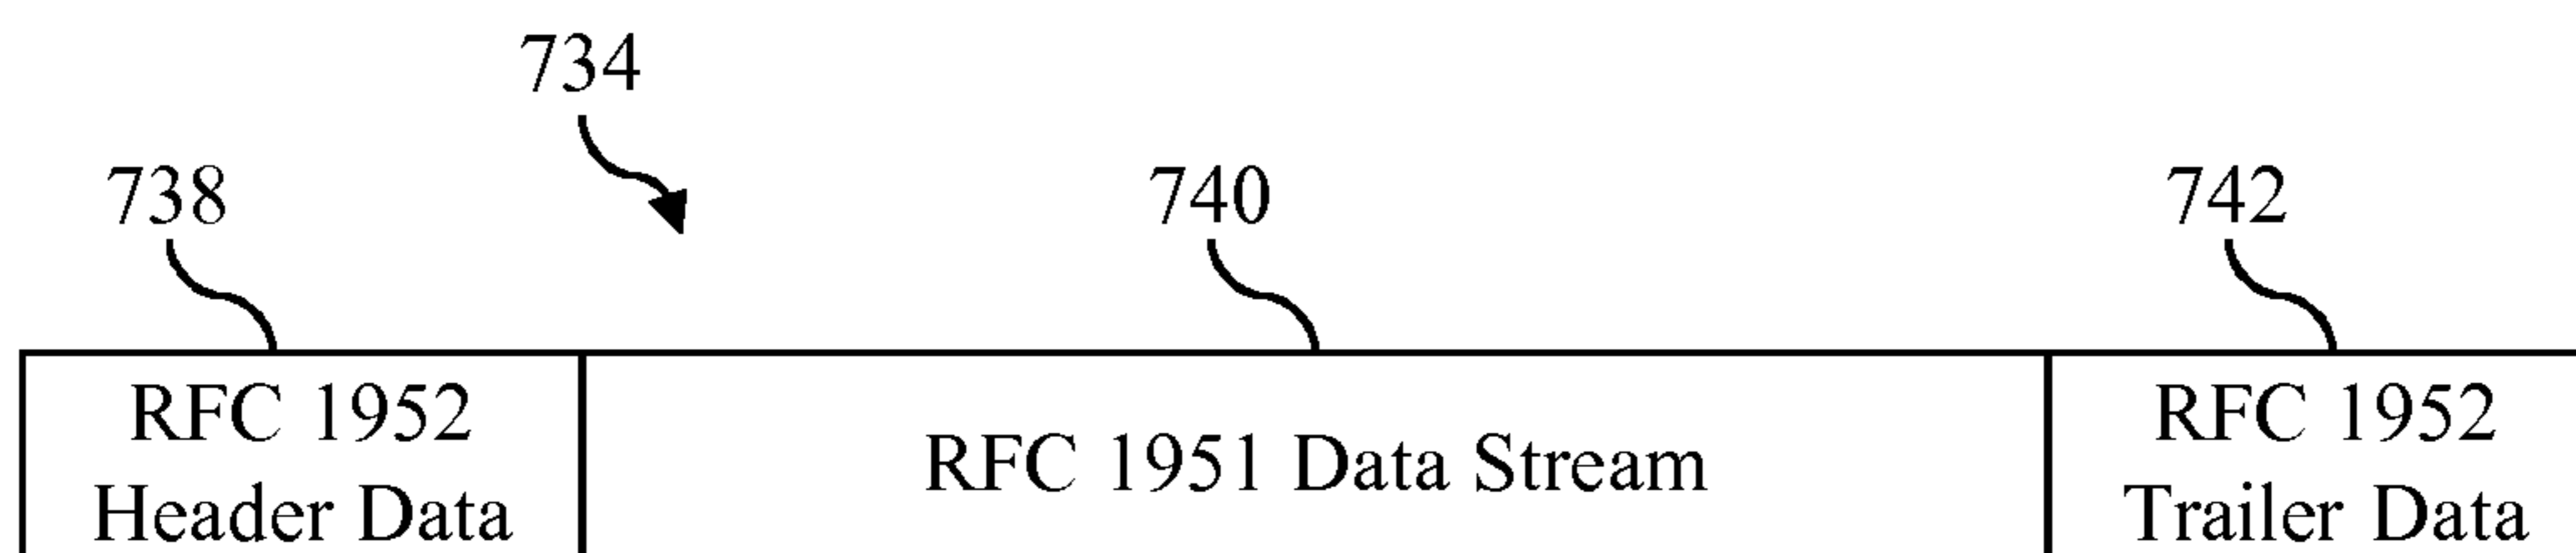 734
738
740
742
RFC 1952
Header Data
RFC 1951 Data Stream
RFC 1952
Trailer Data